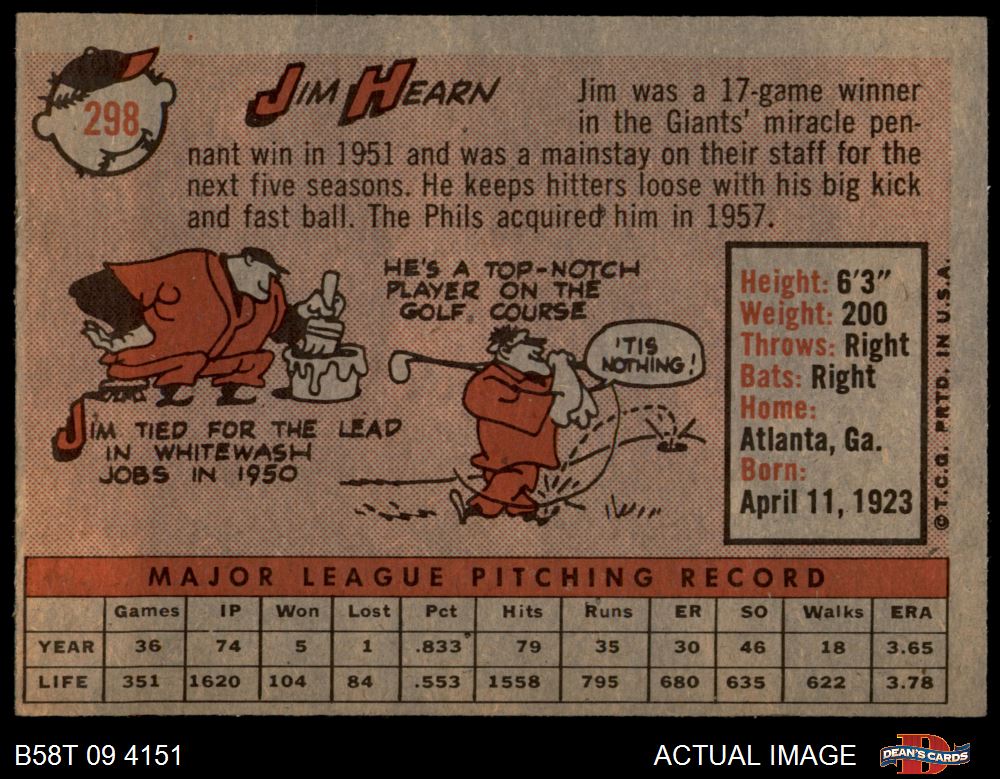 298
JIM HEARN
Jim was a 17-game winner
in the Giants' miracle pen-
nant win in 1951 and was a mainstay on their staff for the
next five seasons. He keeps hitters loose with his big kick
and fast ball. The Phils acquired him in 1957.
JIM TIED FOR THE LEAD
IN WHITEWASH
JOBS IN 1950
HE'S A TOP-NOTCH
PLAYER ON THE
GOLF COURSE
'TIS
NOTHING!
Height: 6'3"
Weight: 200
Throws: Right
Bats: Right
Home:
Atlanta, Ga.
Born:
April 11, 1923
© T.C.G. PRTD. IN U.S.A.
MAJOR LEAGUE PITCHING RECORD
Games IP Won Lost Pct Hits Runs ER SO Walks ERA
YEAR 36 74 5 1 .833 79 35 30 46 18 3.65
LIFE 351 1620 104 84 .553 1558 795 680 635 622 3.78
B58T 09 4151
ACTUAL IMAGE
DEAN'S CARDS